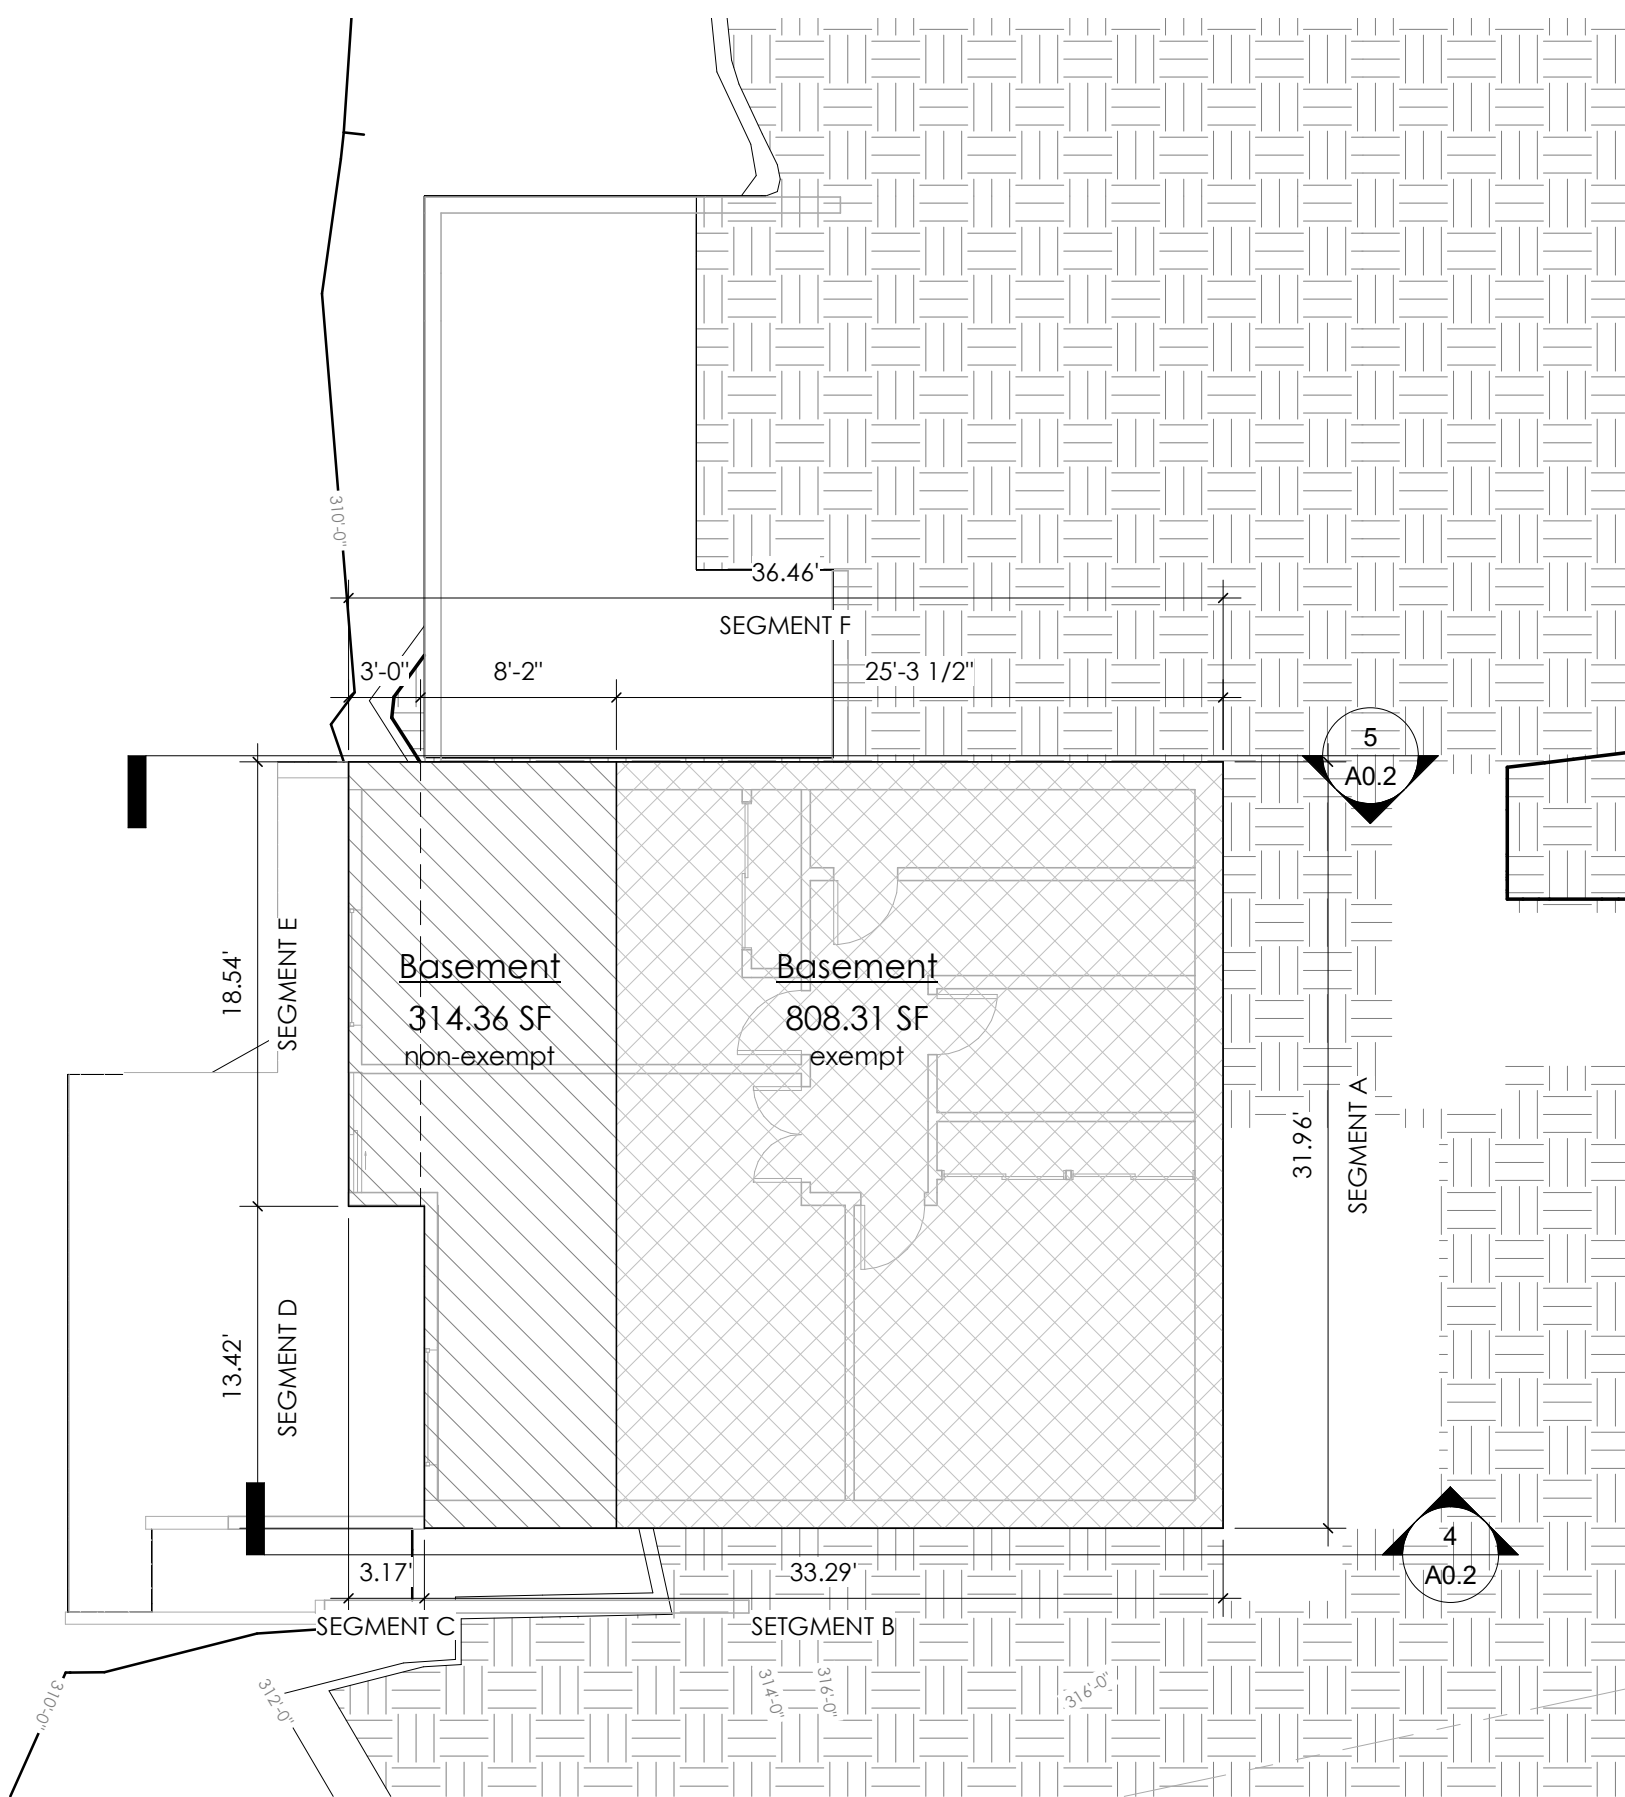 310'-0"
36.46'
SEGMENT F
3'-0"
8'-2"
25'-3 1/2"
5
A0.2
SEGMENT E
18.54'
Basement
314.36 SF
non-exempt
Basement
808.31 SF
exempt
31.96'
SEGMENT A
13.42'
SEGMENT D
4
A0.2
3.17'
33.29'
SEGMENT C
SETGMENT B
310'-0"
312'-0"
314'-0"
316'-0"
316'-0"